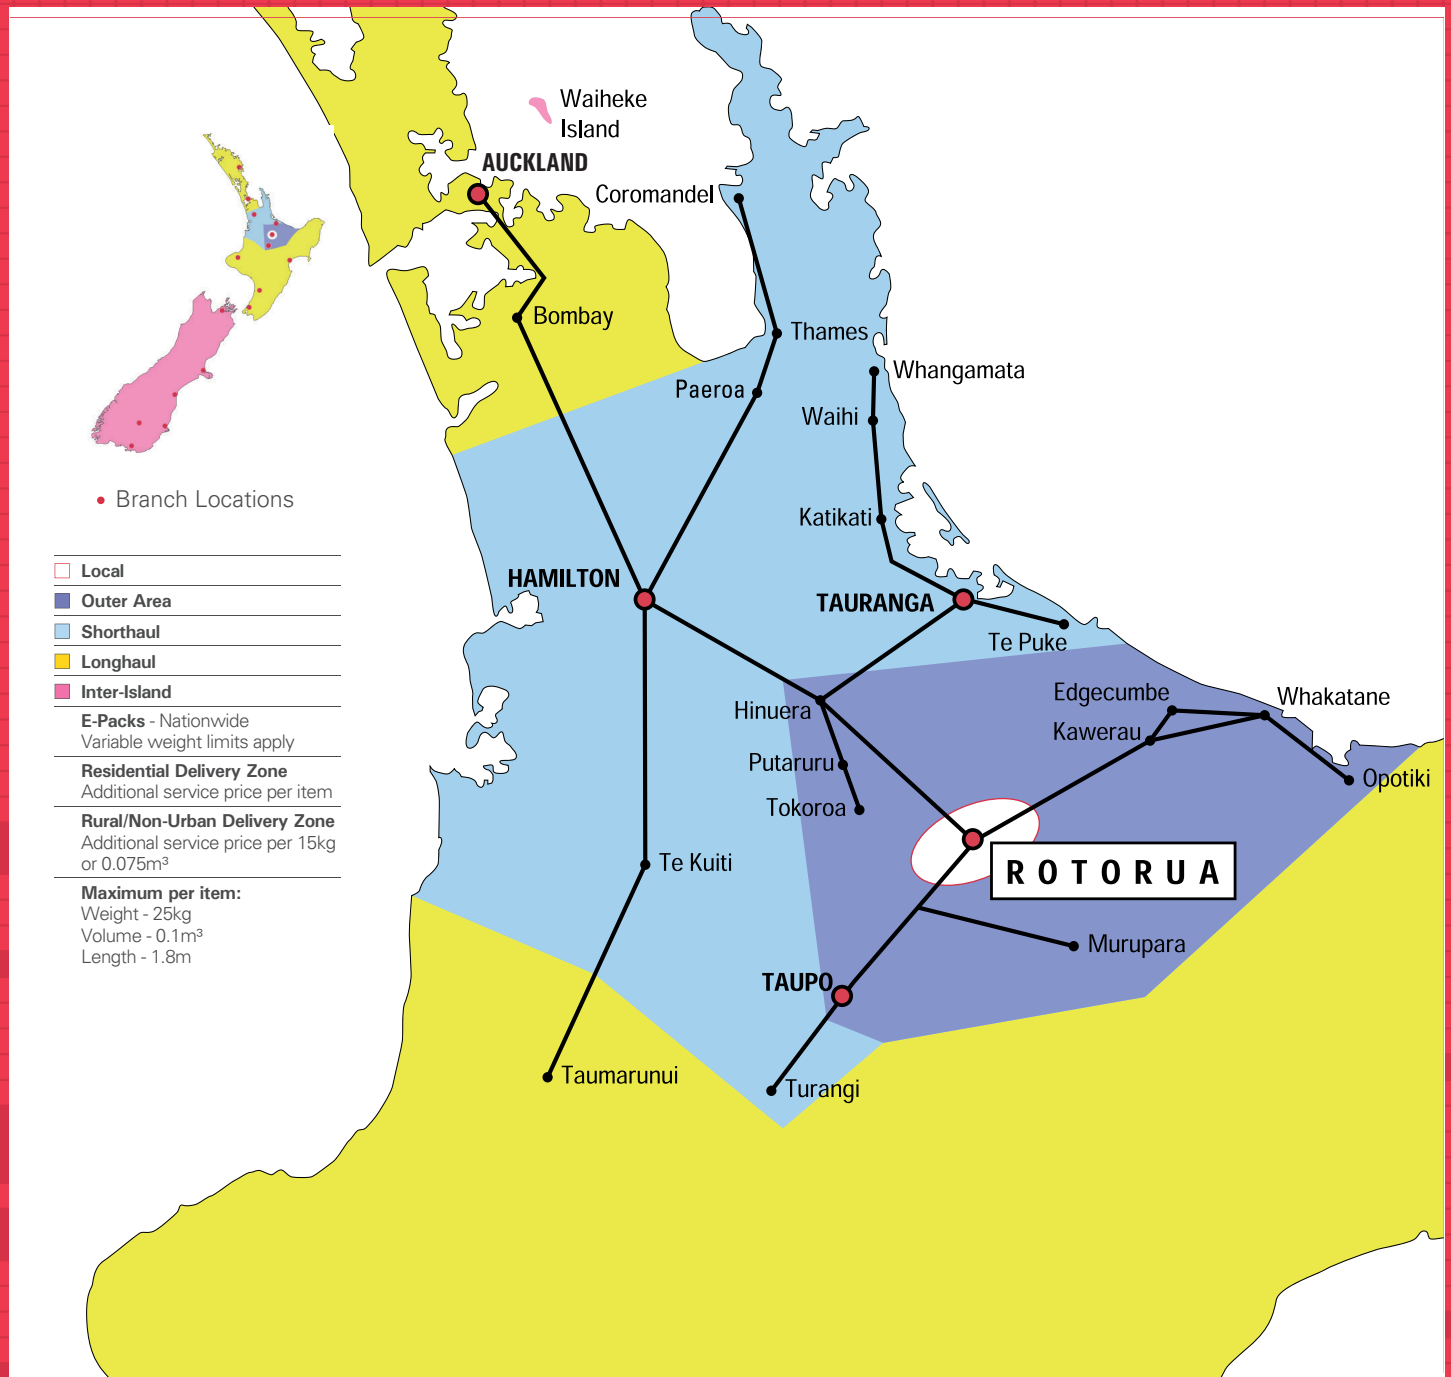 Waiheke
Island
AUCKLAND
Coromandel
Bombay
Thames
Whangamata
Paeroa
Waihi
• Branch Locations
Katikati
Local
HAMILTON
Outer Area
TAURANGA
Shorthaul
Te Puke
Longhaul
Inter-Island
Edgecumbe
Whakatane
Hinuera
E-Packs - Nationwide
Kawerau
Variable weight limits apply
Putaruru
Residential Delivery Zone
Opotiki
Additional service price per item
Tokoroa
Rural/Non-Urban Delivery Zone
Additional service price per 15kg
or 0.075m³
Te Kuiti
ROTORUA
Maximum per item:
Weight - 25kg
Volume - 0.1m³
Murupara
Length - 1.8m
TAUPO
Taumarunui
Turangi